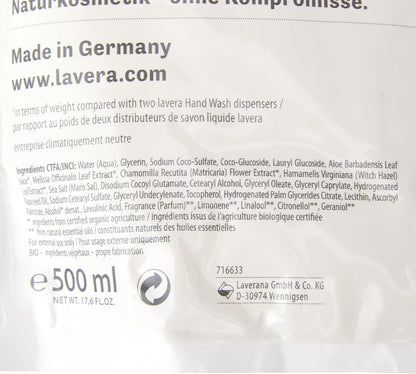 Naturkosmetik ohne Kompromisse.
Made in Germany
www.lavera.com
¹in terms of weight compared with two lavera Hand Wash dispensers /
par rapport au poids de deux distributeurs de savon liquide lavera
entreprise climatiquement neutre
Ingredients CTFA/INCI: Water (Aqua), Glycerin, Sodium Coco-Sulfate, Coco-Glucoside, Lauryl Glucoside, Aloe Barbadensis Leaf
Juice*, Melissa Officinalis Leaf Extract*, Chamomilla Recutita (Matricaria) Flower Extract*, Hamamelis Virginiana (Witch Hazel)
Leaf Extract*, Sea Salt (Maris Sal), Disodium Cocoyl Glutamate, Cetearyl Alcohol, Glyceryl Oleate, Glyceryl Caprylate, Hydrogenated
Rapeseed Oil, Sodium Cetearyl Sulfate, Glyceryl Undecylenate, Tocopherol, Hydrogenated Palm Glycerides Citrate, Lecithin, Ascorbyl
Palmitate, Alcohol* denat., Levulinic Acid, Fragrance (Parfum)**, Limonene**, Linalool**, Citronellol**, Geraniol**
* ingredients from certified organic agriculture / ingrédients issus de l'agriculture biologique certifiée
** from natural essential oils / constituants naturels des huiles essentielles
For external use only / Pour usage externe uniquement
ingrédients, végétaux – propre fabrication
℮ 500 ml
NET WT. 17,6 FL.OZ.
716633
Laverana GmbH & Co. KG
D-30974 Wennigsen